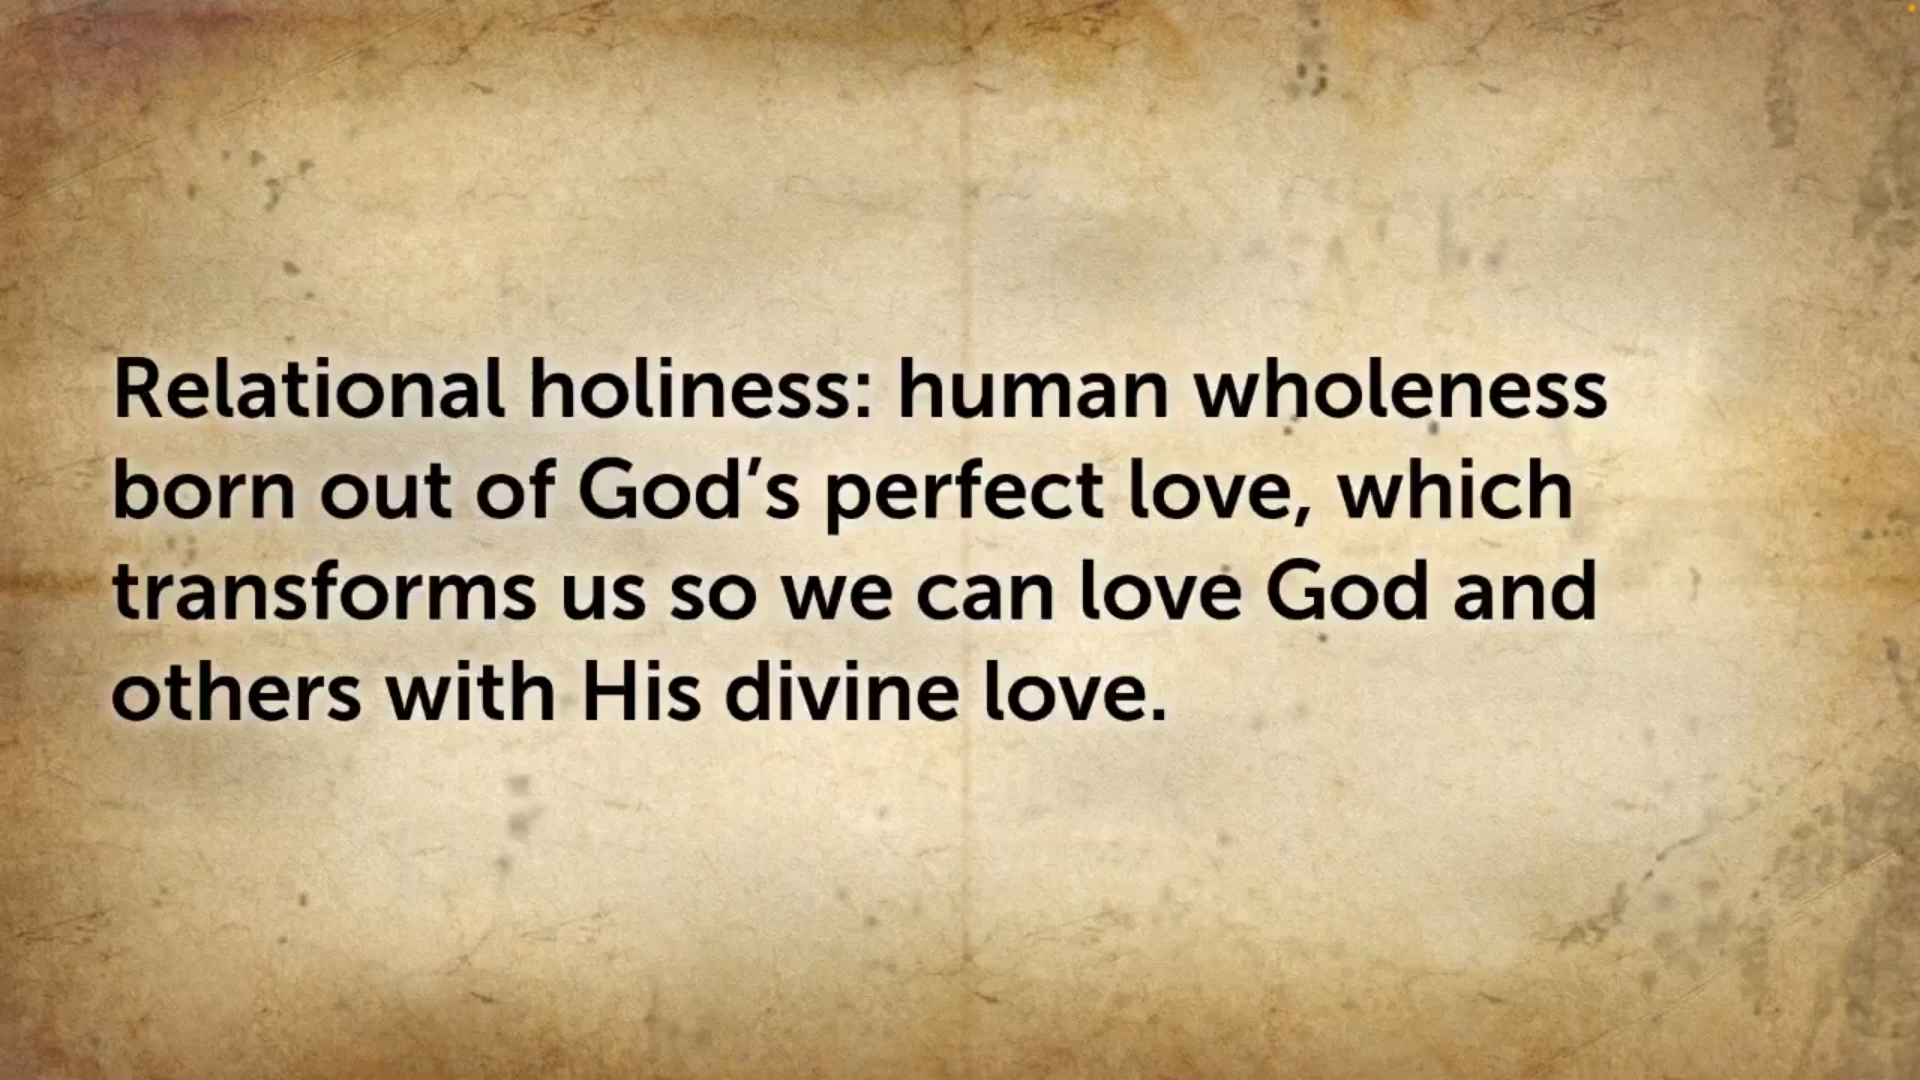 Relational holiness: human wholeness
born out of God’s perfect love, which
transforms us so we can love God and
others with His divine love.